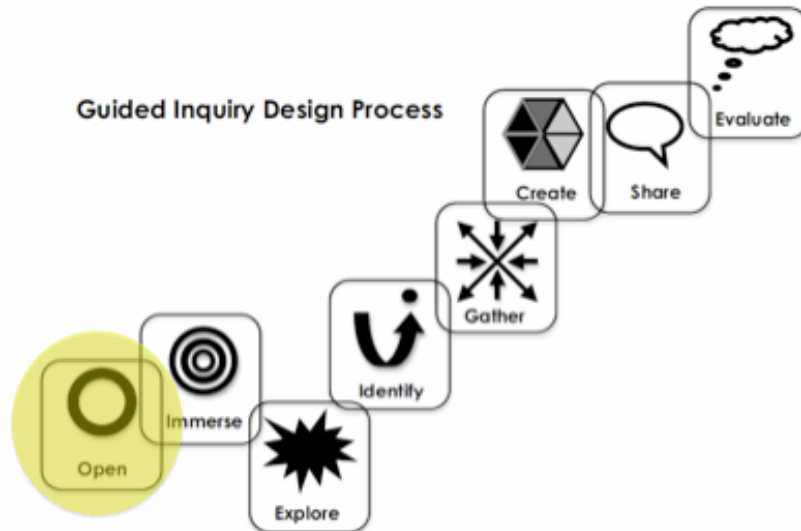 Guided Inquiry Design Process
Open
Immerse
Explore
Identify
Gather
Create
Share
Evaluate